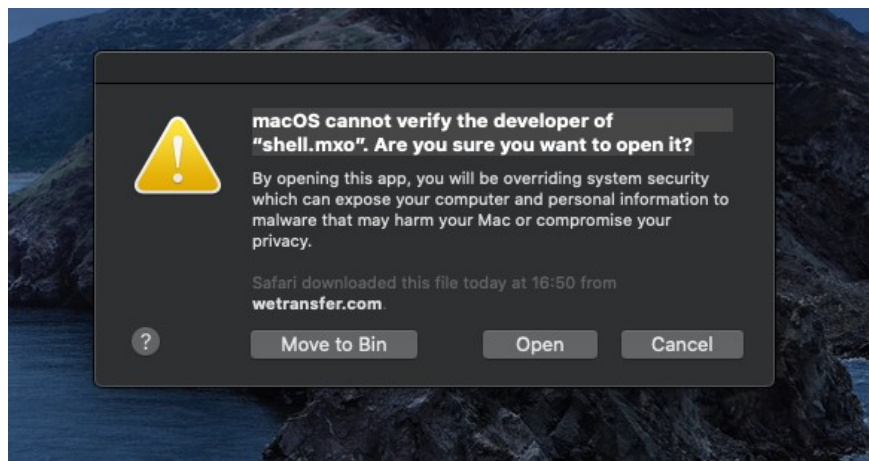 macOS cannot verify the developer of
“shell.mxo”. Are you sure you want to open it?
By opening this app, you will be overriding system security
which can expose your computer and personal information to
malware that may harm your Mac or compromise your
privacy.
Safari downloaded this file today at 16:50 from
wetransfer.com.
? Move to Bin Open Cancel